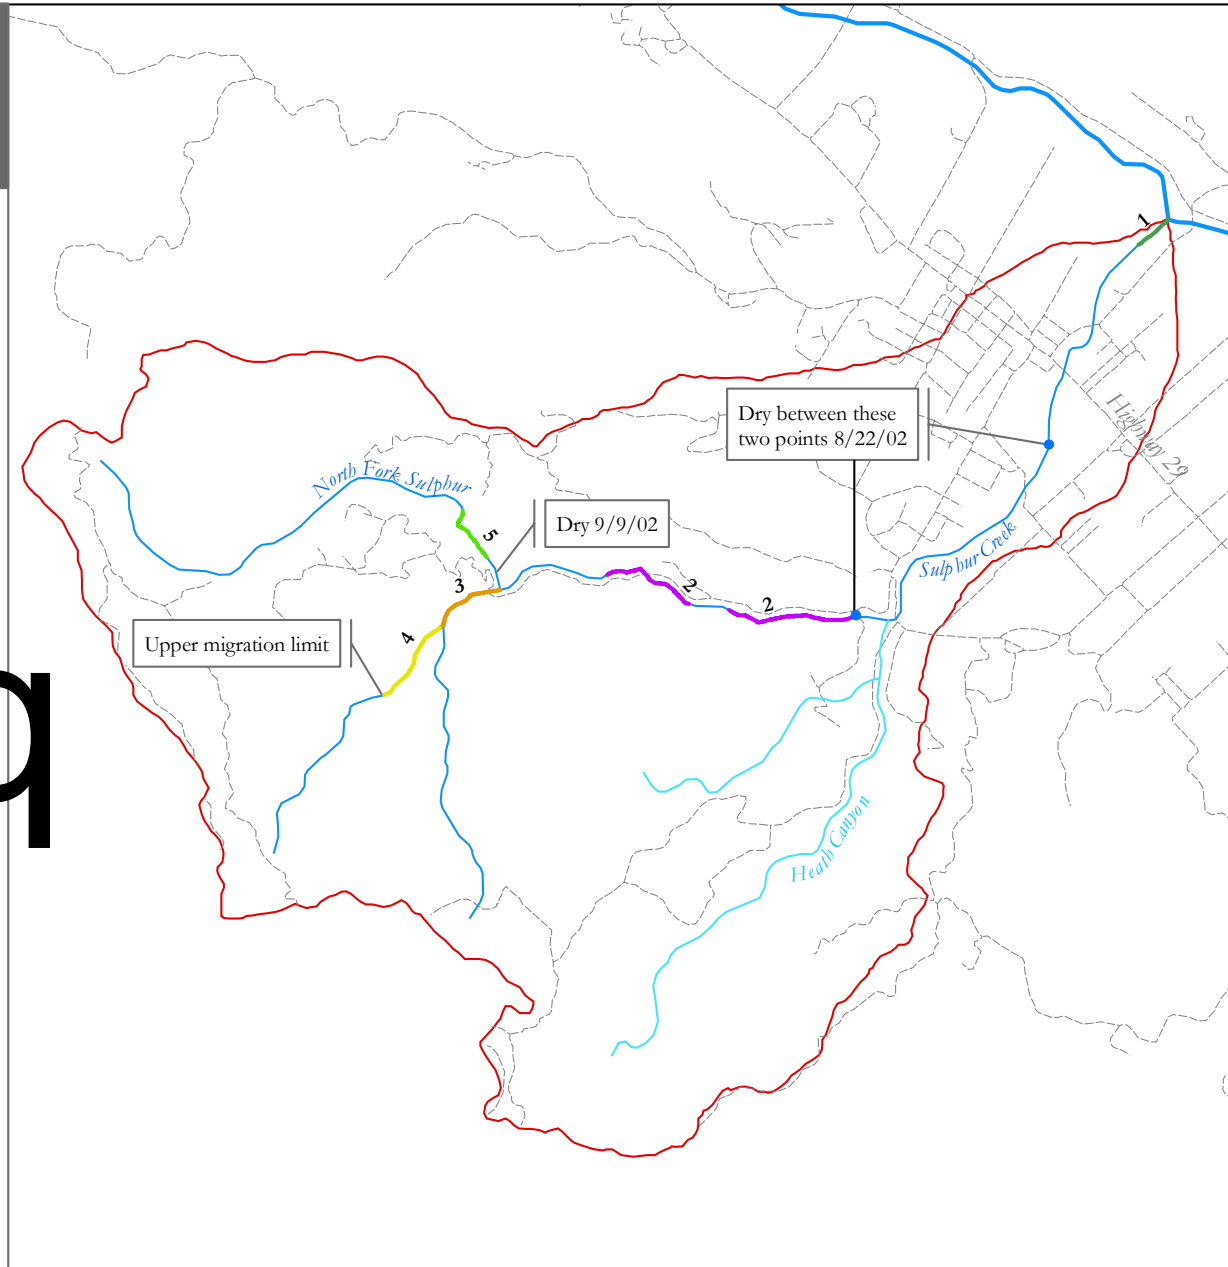 1
Dry between these
two points 8/22/02
Highway 29
North Fork Sulphur
5
Dry 9/9/02
Sulphur Creek
3
2
2
4
Upper migration limit
q
Heath Canyon